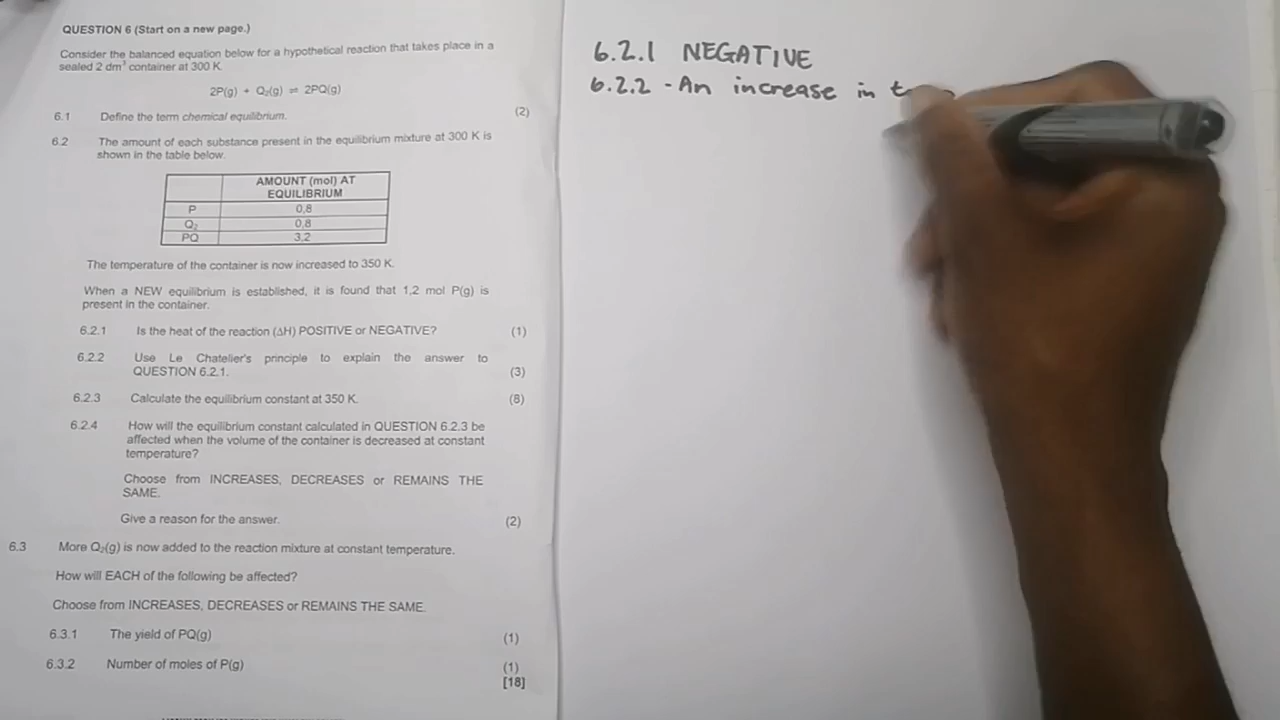 QUESTION 6 (Start on a new page.)
Consider the balanced equation below for a hypothetical reaction that takes place in a
sealed 2 dm³ container at 300 K.
2P(g) + Q₂(g) ⇌ 2PQ(g)
6.1 Define the term chemical equilibrium. (2)
6.2 The amount of each substance present in the equilibrium mixture at 300 K is
shown in the table below.
AMOUNT (mol) AT
EQUILIBRIUM
P 0,8
Q₂ 0,8
PQ 3,2
The temperature of the container is now increased to 350 K.
When a NEW equilibrium is established, it is found that 1,2 mol P(g) is
present in the container.
6.2.1 Is the heat of the reaction (ΔH) POSITIVE or NEGATIVE? (1)
6.2.2 Use Le Chatelier's principle to explain the answer to
QUESTION 6.2.1. (3)
6.2.3 Calculate the equilibrium constant at 350 K. (8)
6.2.4 How will the equilibrium constant calculated in QUESTION 6.2.3 be
affected when the volume of the container is decreased at constant
temperature?
Choose from INCREASES, DECREASES or REMAINS THE
SAME.
Give a reason for the answer. (2)
6.3 More Q₂(g) is now added to the reaction mixture at constant temperature.
How will EACH of the following be affected?
Choose from INCREASES, DECREASES or REMAINS THE SAME.
6.3.1 The yield of PQ(g) (1)
6.3.2 Number of moles of P(g) (1)
[18]
6.2.1 NEGATIVE
6.2.2 - An increase in